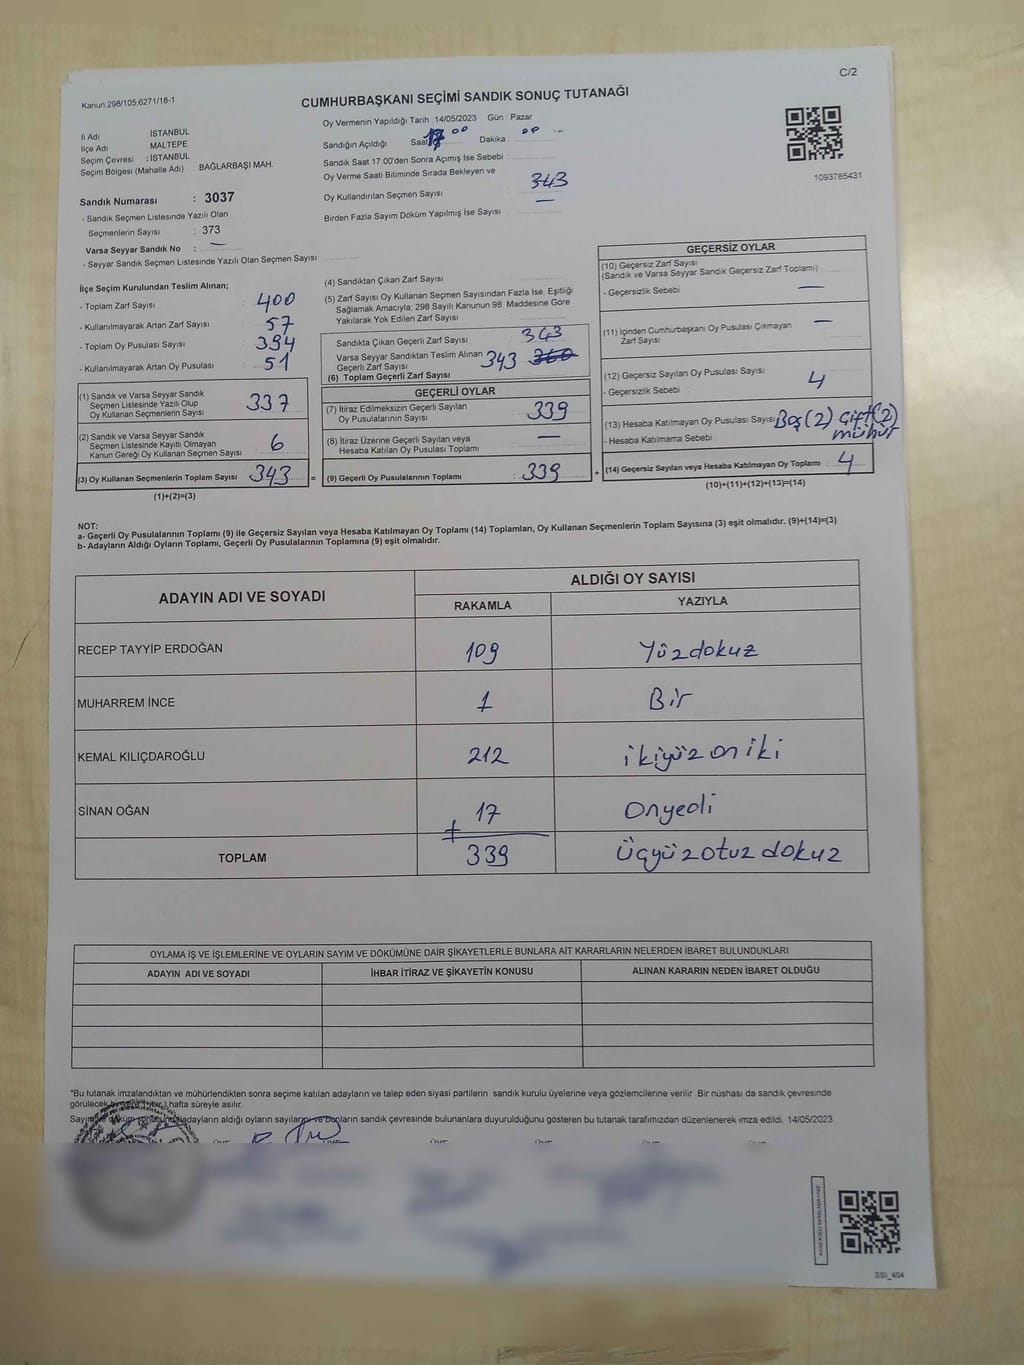 C/2
Kanun 298/105,6271/18-1
CUMHURBAŞKANI SEÇİMİ SANDIK SONUÇ TUTANAĞI
İl Adı İSTANBUL
İlçe Adı MALTEPE
Seçim Çevresi : İSTANBUL
Seçim Bölgesi (Mahalle Adı) BAĞLARBAŞI MAH.
Sandık Numarası : 3037
- Sandık Seçmen Listesinde Yazılı Olan
Seçmenlerin Sayısı : 373
Varsa Seyyar Sandık No : —
- Seyyar Sandık Seçmen Listesinde Yazılı Olan Seçmen Sayısı:
Oy Vermenin Yapıldığı Tarih : 14/05/2023 Gün : Pazar
Sandığın Açıldığı Saat 00 Dakika 00
Sandık Saat 17.00'den Sonra Açımış İse Sebebi :
Oy Verme Saati Bitiminde Sırada Bekleyen ve
Oy Kullandırılan Seçmen Sayısı 343
Birden Fazla Sayım Döküm Yapılmış İse Sayısı : —
1093785431
İlçe Seçim Kurulundan Teslim Alınan;
- Toplam Zarf Sayısı : 400
- Kullanılmayarak Artan Zarf Sayısı : 57
- Toplam Oy Pusulası Sayısı : 394
- Kullanılmayarak Artan Oy Pusulası : 51
(1) Sandık ve Varsa Seyyar Sandık
Seçmen Listesinde Yazılı Olup
Oy Kullanan Seçmenlerin Sayısı : 337
(2) Sandık ve Varsa Seyyar Sandık
Seçmen Listesinde Kayıtlı Olmayan
Kanun Gereği Oy Kullanan Seçmen Sayısı : 6
(3) Oy Kullanan Seçmenlerin Toplam Sayısı : 343 =
(1)+(2)=(3)
(4) Sandıktan Çıkan Zarf Sayısı :
(5) Zarf Sayısı Oy Kullanan Seçmen Sayısından Fazla İse, Eşitliği
Sağlamak Amacıyla; 298 Sayılı Kanunun 98. Maddesine Göre
Yakılarak Yok Edilen Zarf Sayısı :
Sandıkta Çıkan Geçerli Zarf Sayısı : 343
Varsa Seyyar Sandıktan Teslim Alınan
Geçerli Zarf Sayısı 343 360
(6) Toplam Geçerli Zarf Sayısı
GEÇERLİ OYLAR
(7) İtiraz Edilmeksizin Geçerli Sayılan
Oy Pusulalarının Sayısı : 339
(8) İtiraz Üzerine Geçerli Sayılan veya
Hesaba Katılan Oy Pusulası Toplamı : —
(9) Geçerli Oy Pusulalarının Toplamı : 339 +
GEÇERSİZ OYLAR
(10) Geçersiz Zarf Sayısı
(Sandık ve Varsa Seyyar Sandık Geçersiz Zarf Toplamı)
- Geçersizlik Sebebi : —
(11) İçinden Cumhurbaşkanı Oy Pusulası Çıkmayan
Zarf Sayısı : —
(12) Geçersiz Sayılan Oy Pusulası Sayısı :
- Geçersizlik Sebebi : 4
(13) Hesaba Katılmayan Oy Pusulası Sayısı Boş(2) Çift(2)
- Hesaba Katılmama Sebebi : mühür
(14) Geçersiz Sayılan veya Hesaba Katılmayan Oy Toplamı : 4
(10)+(11)+(12)+(13)=(14)
NOT:
a- Geçerli Oy Pusulalarının Toplamı (9) ile Geçersiz Sayılan veya Hesaba Katılmayan Oy Toplamı (14) Toplamları, Oy Kullanan Seçmenlerin Toplam Sayısına (3) eşit olmalıdır. (9)+(14)=(3)
b- Adayların Aldığı Oyların Toplamı, Geçerli Oy Pusulalarının Toplamına (9) eşit olmalıdır.
ADAYIN ADI VE SOYADI ALDIĞI OY SAYISI
RAKAMLA YAZIYLA
RECEP TAYYİP ERDOĞAN 109 Yüzdokuz
MUHARREM İNCE 1 Bir
KEMAL KILIÇDAROĞLU 212 ikiyüz on iki
SİNAN OĞAN 17 Onyedi
+
TOPLAM 339 Üçyüzotuz dokuz
OYLAMA İŞ VE İŞLEMLERİNE VE OYLARIN SAYIM VE DÖKÜMÜNE DAİR ŞİKAYETLERLE BUNLARA AİT KARARLARIN NELERDEN İBARET BULUNDUKLARI
ADAYIN ADI VE SOYADI İHBAR İTİRAZ VE ŞİKAYETİN KONUSU ALINAN KARARIN NEDEN İBARET OLDUĞU
*Bu tutanak imzalandıktan ve mühürlendikten sonra seçime katılan adayların ve talep eden siyasi partilerin sandık kurulu üyelerine veya gözlemcilerine verilir. Bir nüshası da sandık çevresinde
görülecek bir yere (bir) hafta süreyle asılır.
Sayım ve döküm adayların aldığı oyların sayılarını ve bunların sandık çevresinde bulunanlara duyurulduğunu gösteren bu tutanak tarafımızdan düzenlenerek imza edildi. 14/05/2023
SSI_404